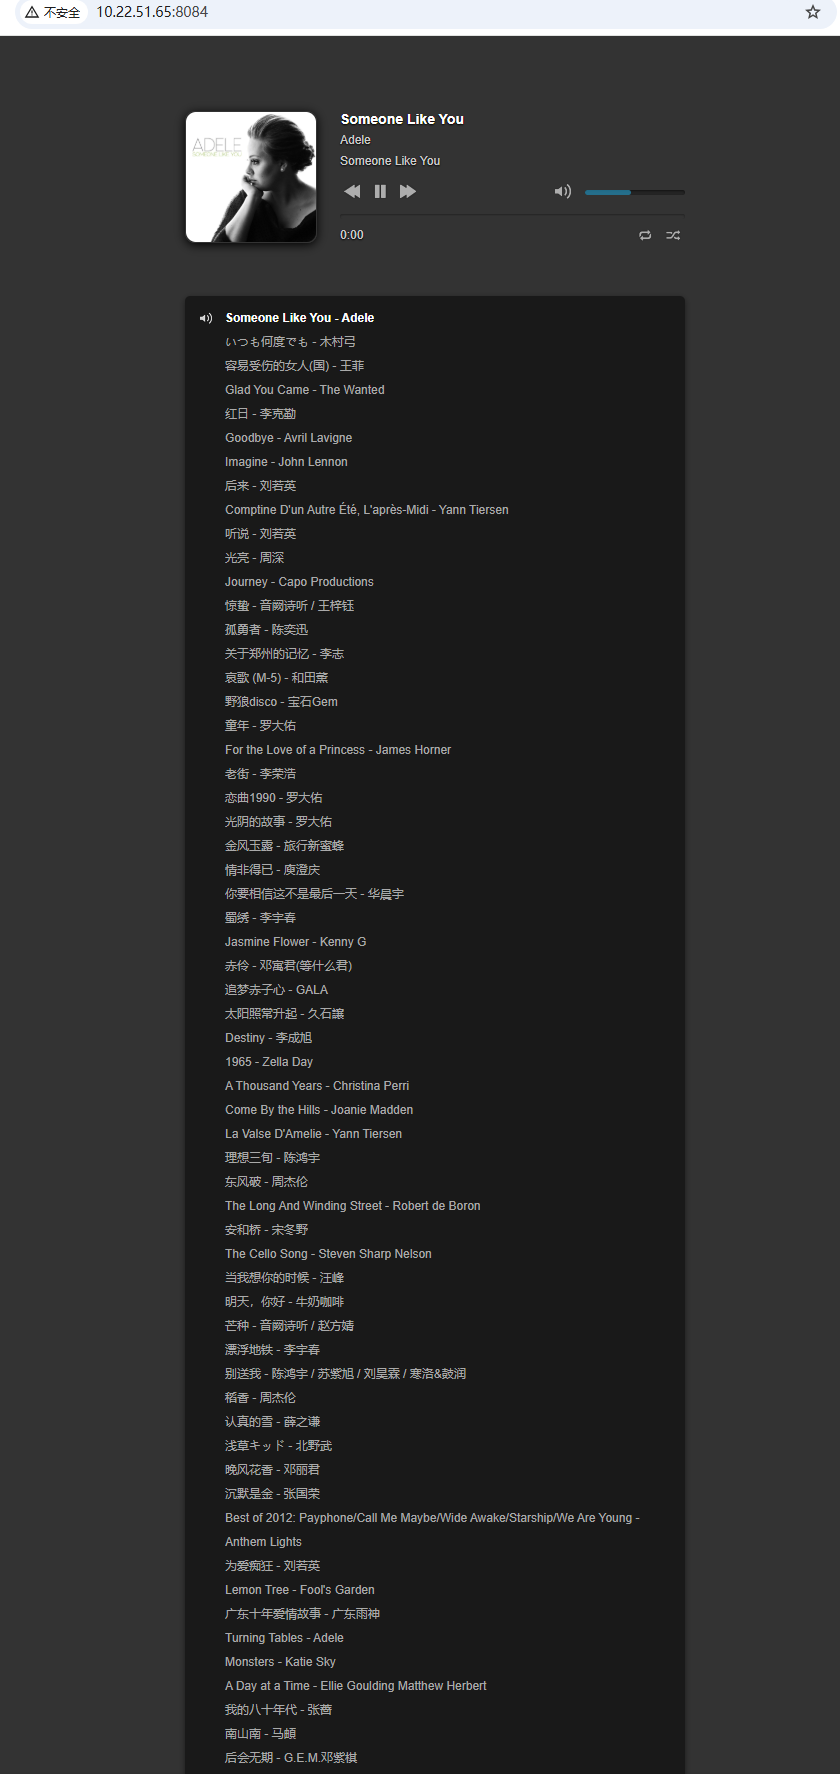 不安全 10.22.51.65:8084
ADELE
SOMEONE LIKE YOU
Someone Like You
Adele
Someone Like You
0:00
Someone Like You - Adele
いつも何度でも - 木村弓
容易受伤的女人(国) - 王菲
Glad You Came - The Wanted
红日 - 李克勤
Goodbye - Avril Lavigne
Imagine - John Lennon
后来 - 刘若英
Comptine D'un Autre Été, L'après-Midi - Yann Tiersen
听说 - 刘若英
光亮 - 周深
Journey - Capo Productions
惊蛰 - 音阙诗听 / 王梓钰
孤勇者 - 陈奕迅
关于郑州的记忆 - 李志
哀歌 (M-5) - 和田薫
野狼disco - 宝石Gem
童年 - 罗大佑
For the Love of a Princess - James Horner
老街 - 李荣浩
恋曲1990 - 罗大佑
光阴的故事 - 罗大佑
金风玉露 - 旅行新蜜蜂
情非得已 - 庾澄庆
你要相信这不是最后一天 - 华晨宇
蜀绣 - 李宇春
Jasmine Flower - Kenny G
赤伶 - 邓寓君(等什么君)
追梦赤子心 - GALA
太阳照常升起 - 久石譲
Destiny - 李成旭
1965 - Zella Day
A Thousand Years - Christina Perri
Come By the Hills - Joanie Madden
La Valse D'Amelie - Yann Tiersen
理想三旬 - 陈鸿宇
东风破 - 周杰伦
The Long And Winding Street - Robert de Boron
安和桥 - 宋冬野
The Cello Song - Steven Sharp Nelson
当我想你的时候 - 汪峰
明天，你好 - 牛奶咖啡
芒种 - 音阙诗听 / 赵方婧
漂浮地铁 - 李宇春
别送我 - 陈鸿宇 / 苏紫旭 / 刘昊霖 / 寒洛&鼓润
稻香 - 周杰伦
认真的雪 - 薛之谦
浅草キッド - 北野武
晚风花香 - 邓丽君
沉默是金 - 张国荣
Best of 2012: Payphone/Call Me Maybe/Wide Awake/Starship/We Are Young -
Anthem Lights
为爱痴狂 - 刘若英
Lemon Tree - Fool's Garden
广东十年爱情故事 - 广东雨神
Turning Tables - Adele
Monsters - Katie Sky
A Day at a Time - Ellie Goulding Matthew Herbert
我的八十年代 - 张蔷
南山南 - 马頔
后会无期 - G.E.M.邓紫棋